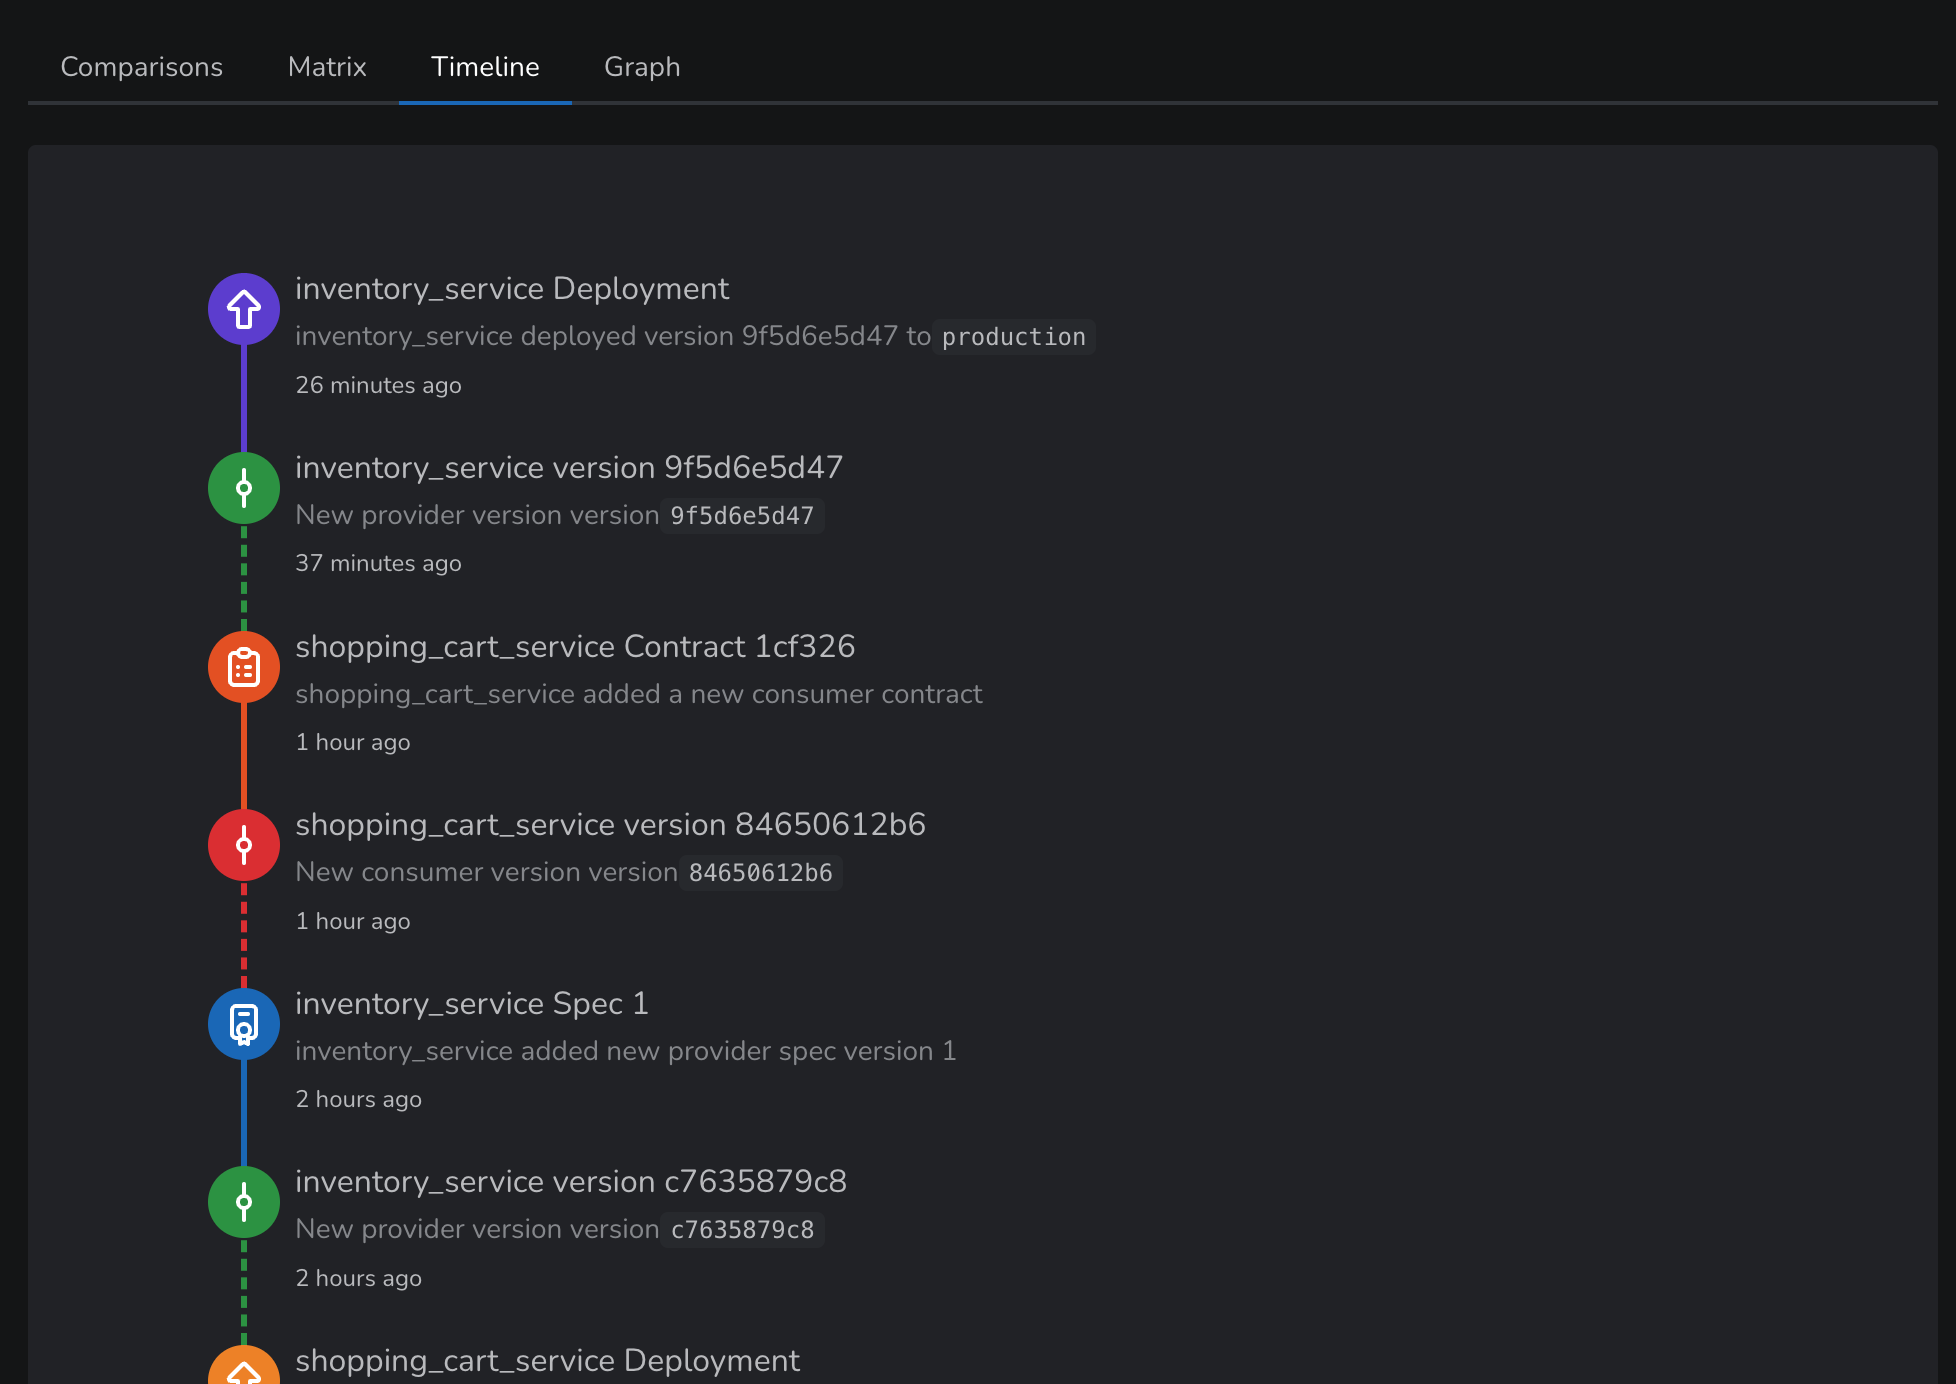 Comparisons Matrix Timeline Graph
inventory_service Deployment
inventory_service deployed version 9f5d6e5d47 to production
26 minutes ago
inventory_service version 9f5d6e5d47
New provider version version 9f5d6e5d47
37 minutes ago
shopping_cart_service Contract 1cf326
shopping_cart_service added a new consumer contract
1 hour ago
shopping_cart_service version 84650612b6
New consumer version version 84650612b6
1 hour ago
inventory_service Spec 1
inventory_service added new provider spec version 1
2 hours ago
inventory_service version c7635879c8
New provider version version c7635879c8
2 hours ago
shopping_cart_service Deployment